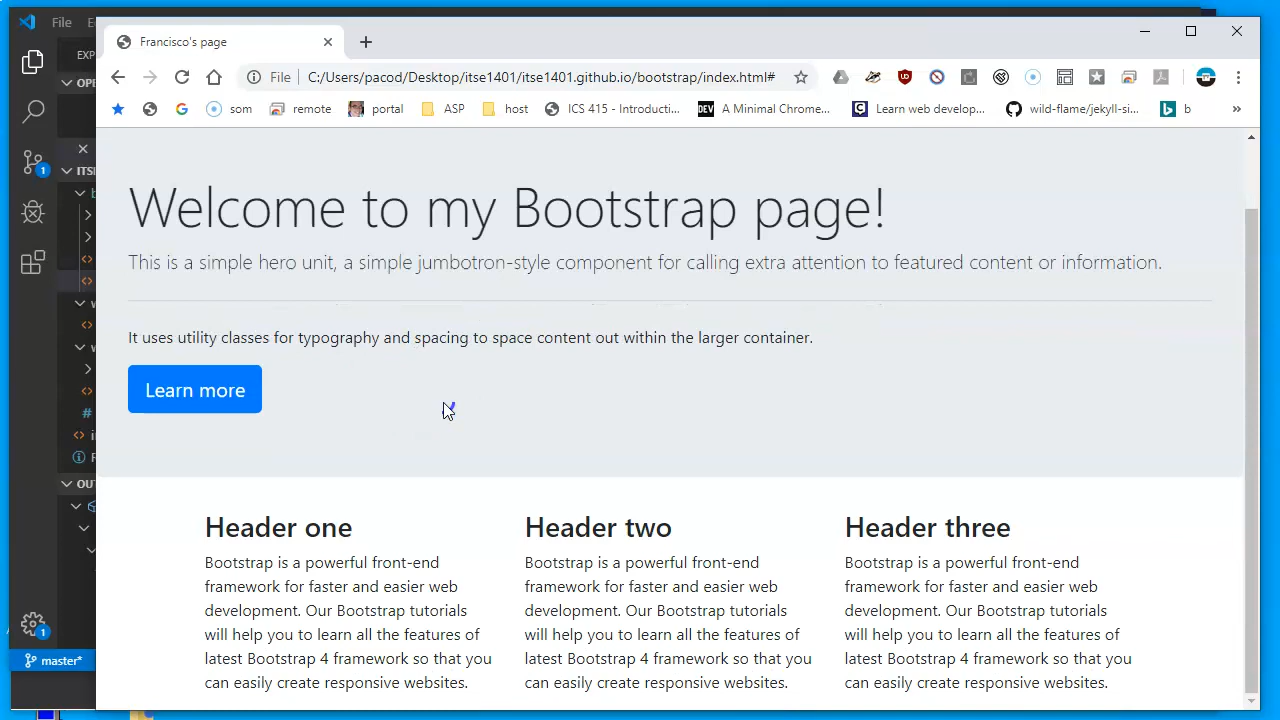 File E
Francisco's page
EXP
File C:/Users/pacod/Desktop/itse1401/itse1401.github.io/bootstrap/index.html#
OPE
som remote portal ASP host ICS 415 - Introducti... DEV A Minimal Chrome... Learn web develop... wild-flame/jekyll-si... b »
1
ITSE
b
Welcome to my Bootstrap page!
This is a simple hero unit, a simple jumbotron-style component for calling extra attention to featured content or information.
It uses utility classes for typography and spacing to space content out within the larger container.
Learn more
OUT
Header one Header two Header three
Bootstrap is a powerful front-end Bootstrap is a powerful front-end Bootstrap is a powerful front-end
framework for faster and easier web framework for faster and easier web framework for faster and easier web
development. Our Bootstrap tutorials development. Our Bootstrap tutorials development. Our Bootstrap tutorials
will help you to learn all the features of will help you to learn all the features of will help you to learn all the features of
latest Bootstrap 4 framework so that you latest Bootstrap 4 framework so that you latest Bootstrap 4 framework so that you
can easily create responsive websites. can easily create responsive websites. can easily create responsive websites.
1
master*